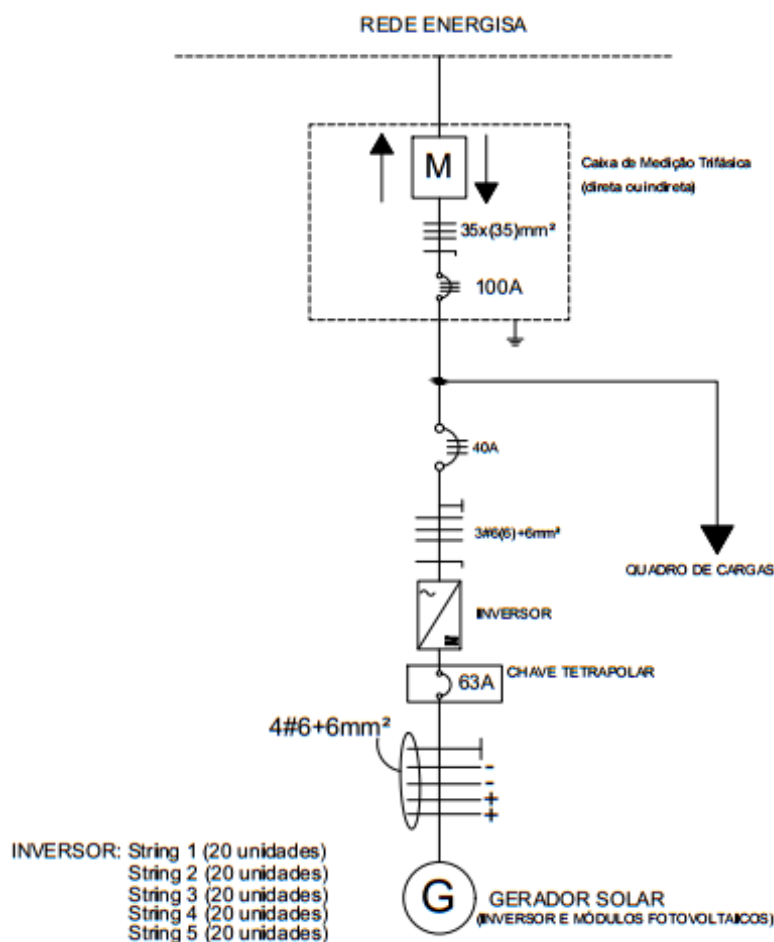 REDE ENERGISA
M
Caixa de Medição Trifásica
(direta ou indireta)
35x(35)mm²
100A
40A
3#6(6)+6mm²
QUADRO DE CARGAS
INVERSOR
CHAVE TETRAPOLAR
63A
4#6+6mm²
-
-
+
+
INVERSOR: String 1 (20 unidades)
String 2 (20 unidades)
String 3 (20 unidades)
String 4 (20 unidades)
String 5 (20 unidades)
G
GERADOR SOLAR
(INVERSOR E MÓDULOS FOTOVOLTAICOS)